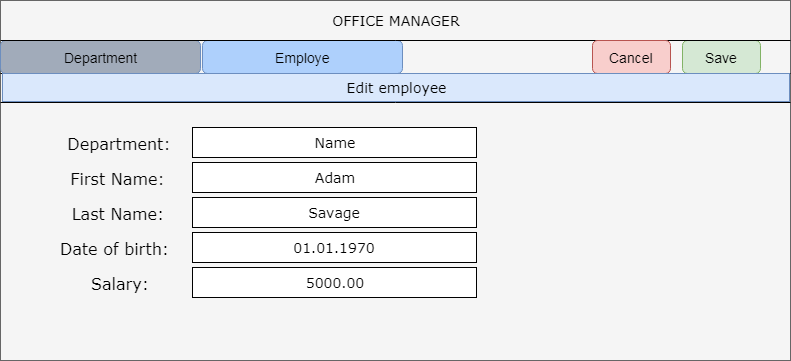 OFFICE MANAGER
Department Employe Cancel Save
Edit employee
Department: Name
First Name: Adam
Last Name: Savage
Date of birth: 01.01.1970
Salary: 5000.00